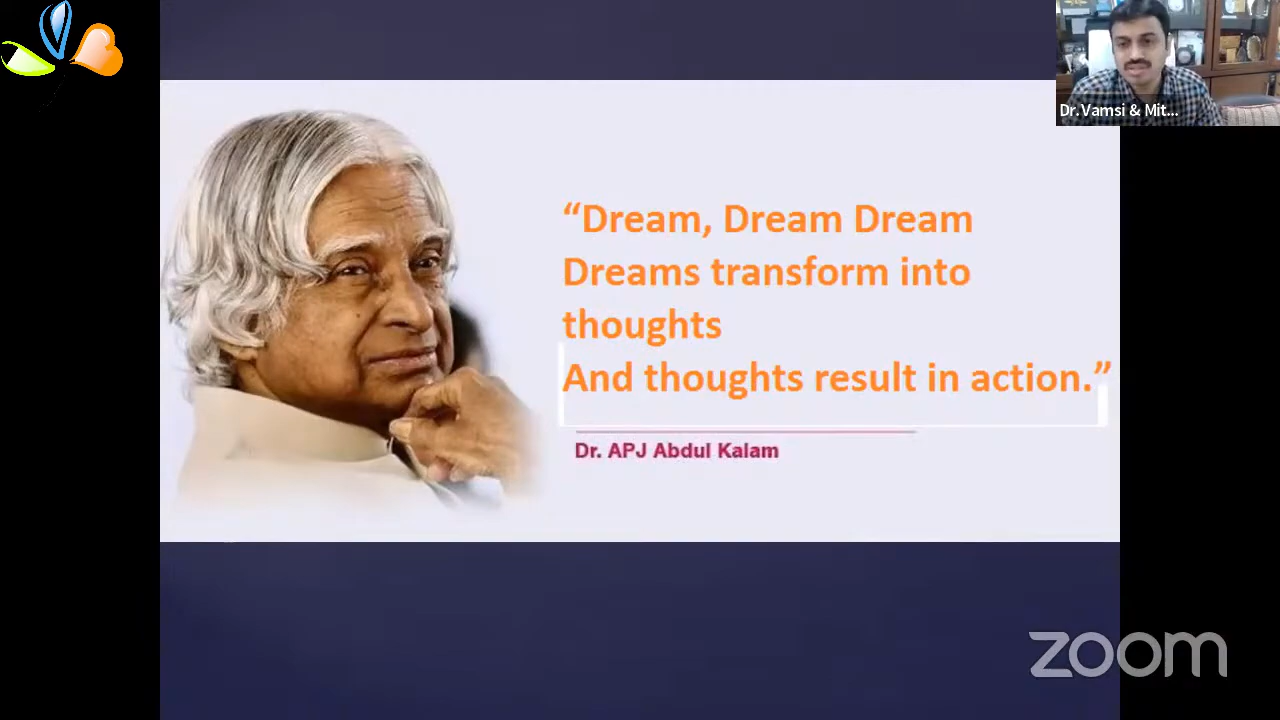 Dr.Vamsi & Mit...
“Dream, Dream Dream
Dreams transform into
thoughts
And thoughts result in action.”
Dr. APJ Abdul Kalam
zoom